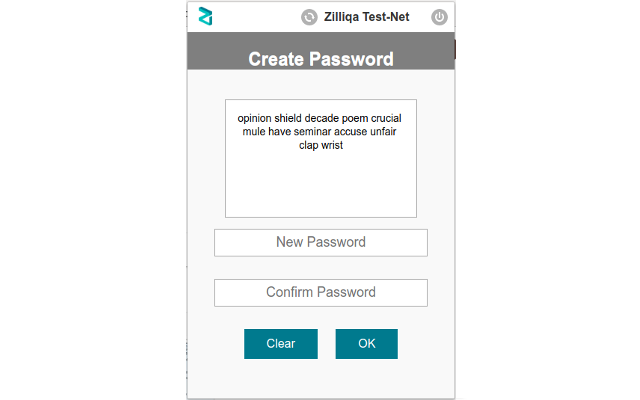 Zilliqa Test-Net
Create Password
opinion shield decade poem crucial
mule have seminar accuse unfair
clap wrist
New Password
Confirm Password
Clear
OK